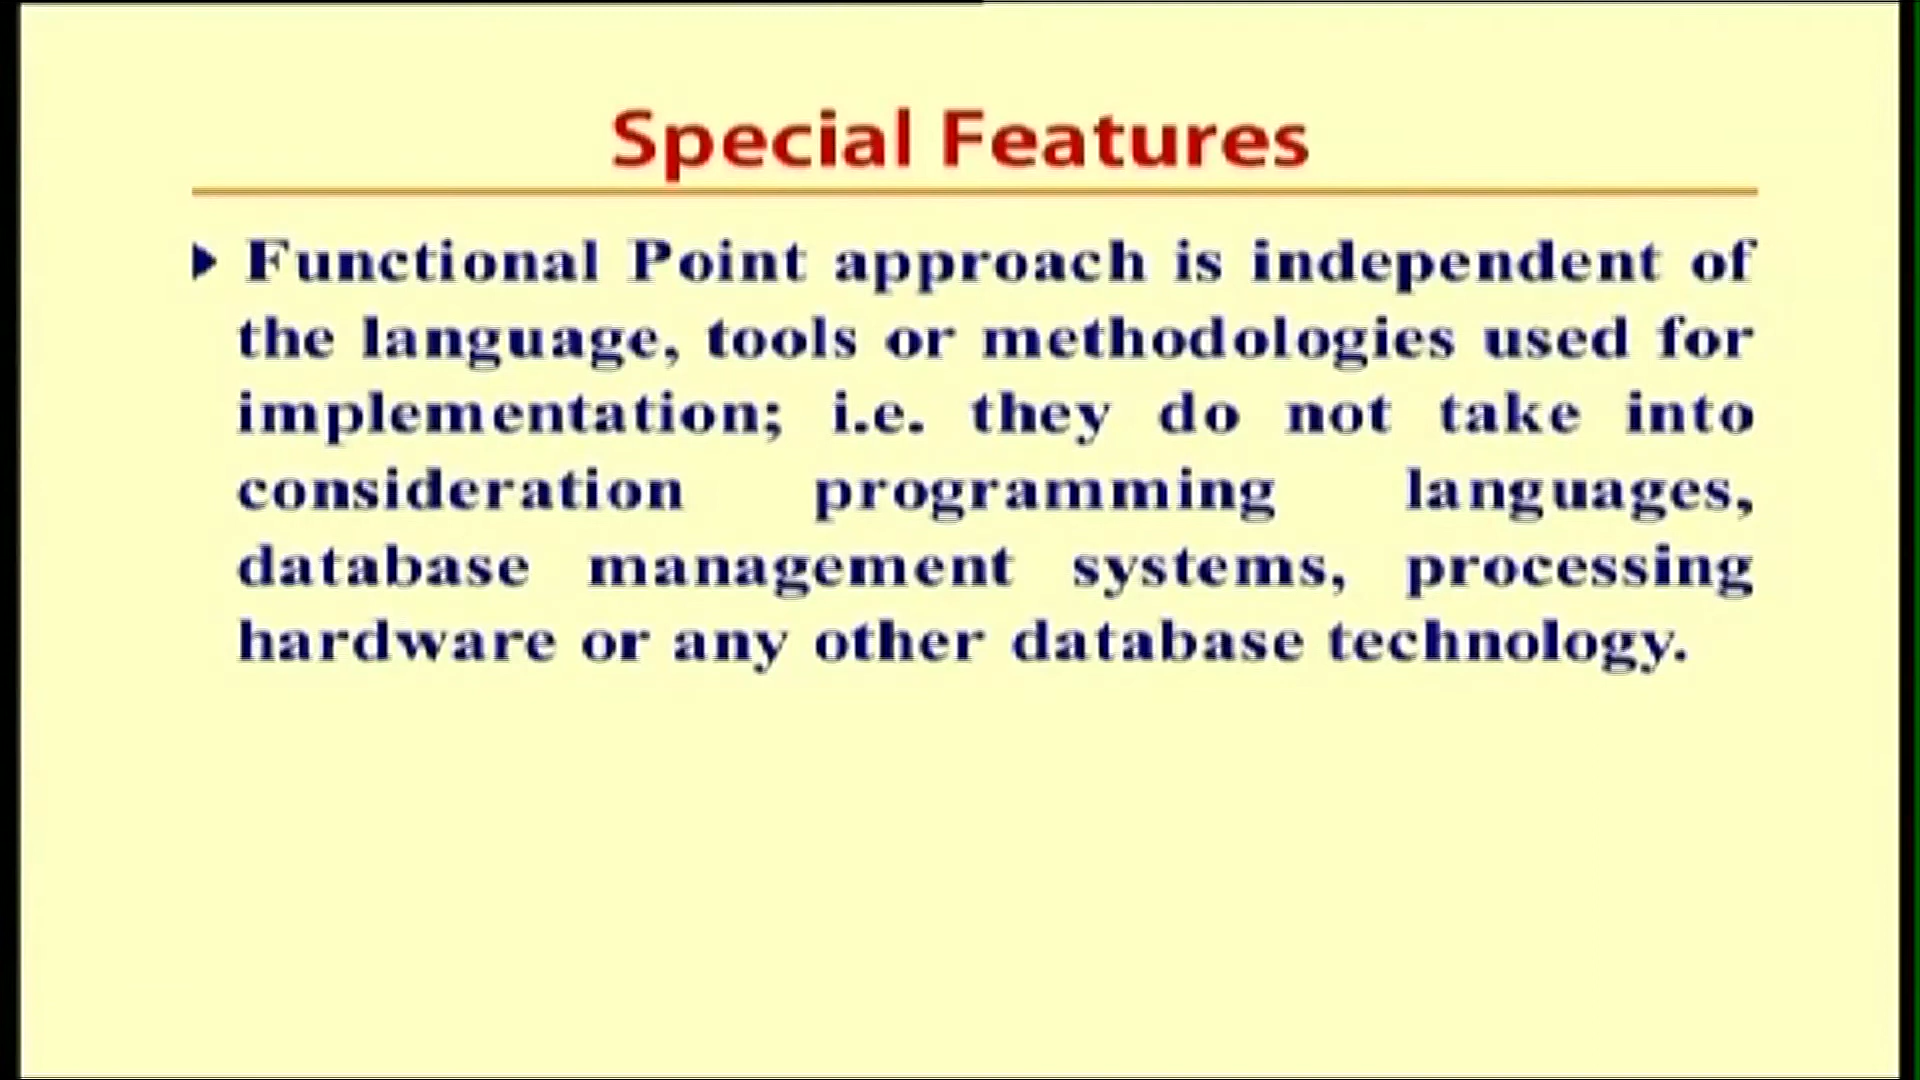 Special Features
Functional Point approach is independent of
the language, tools or methodologies used for
implementation; i.e. they do not take into
consideration programming languages,
database management systems, processing
hardware or any other database technology.